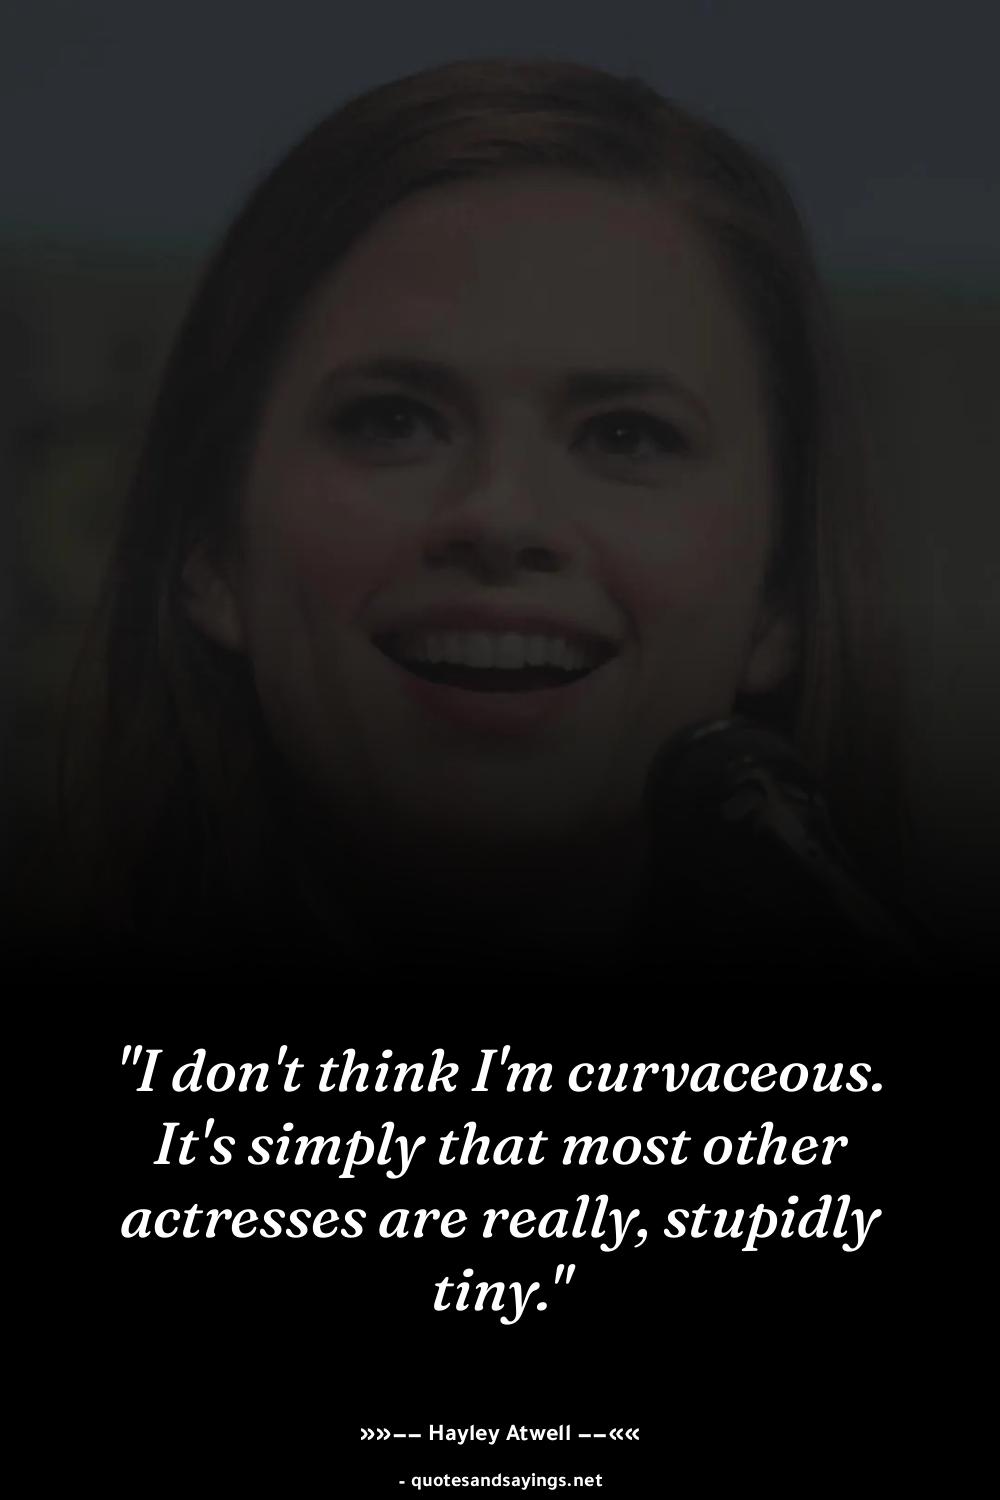 "I don't think I'm curvaceous.
It's simply that most other
actresses are really, stupidly
tiny."
»»−− Hayley Atwell −−««
- quotesandsayings.net